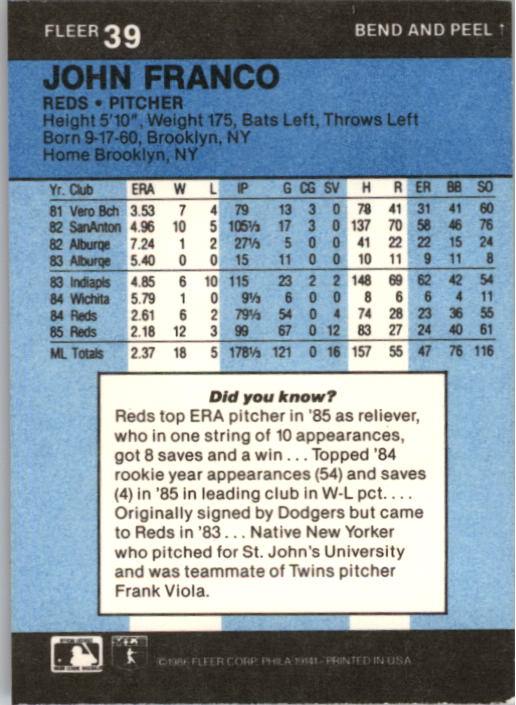 FLEER 39 BEND AND PEEL ↑
JOHN FRANCO
REDS • PITCHER
Height 5'10", Weight 175, Bats Left, Throws Left
Born 9-17-60, Brooklyn, NY
Home Brooklyn, NY
Yr. Club ERA W L IP G CG SV H R ER BB SO
81 Vero Bch 3.53 7 4 79 13 3 0 78 41 31 41 60
82 SanAnton 4.96 10 5 105⅓ 17 3 0 137 70 58 46 76
82 Alburqe 7.24 1 2 27⅓ 5 0 0 41 22 22 15 24
83 Alburqe 5.40 0 0 15 11 0 0 10 11 9 11 8
83 Indiapls 4.85 6 10 115 23 2 2 148 69 62 42 54
84 Wichita 5.79 1 0 9⅓ 6 0 0 8 6 6 4 11
84 Reds 2.61 6 2 79⅓ 54 0 4 74 28 23 36 55
85 Reds 2.18 12 3 99 67 0 12 83 27 24 40 61
ML Totals 2.37 18 5 178⅓ 121 0 16 157 55 47 76 116
Did you know?
Reds top ERA pitcher in '85 as reliever,
who in one string of 10 appearances,
got 8 saves and a win . . . Topped '84
rookie year appearances (54) and saves
(4) in '85 in leading club in W-L pct. . . .
Originally signed by Dodgers but came
to Reds in '83 . . . Native New Yorker
who pitched for St. John's University
and was teammate of Twins pitcher
Frank Viola.
©1986 FLEER CORP. PHILA 19141 - PRINTED IN U.S.A.